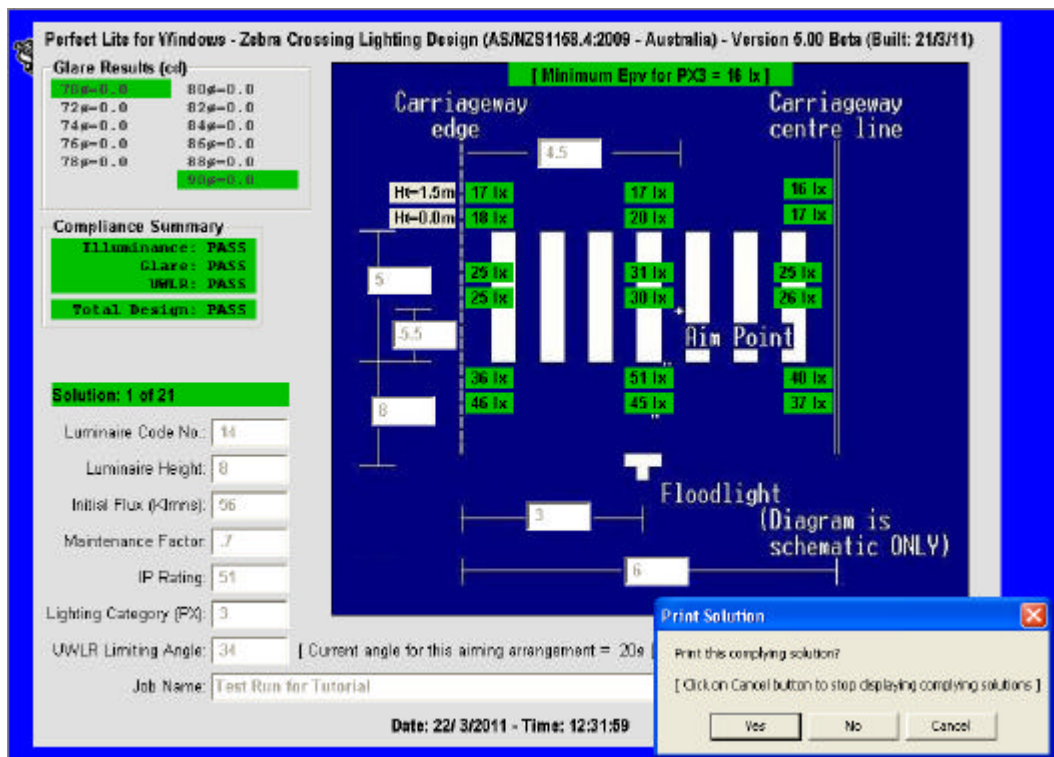 Perfect Lite for Windows - Zebra Crossing Lighting Design (AS/NZS1158.4:2009 - Australia) - Version 5.00 Beta (Built: 21/3/11)
Glare Results (cd)
70ø=0.0 80ø=0.0
72ø=0.0 82ø=0.0
74ø=0.0 84ø=0.0
76ø=0.0 86ø=0.0
78ø=0.0 88ø=0.0
90ø=0.0
Compliance Summary
Illuminance: PASS
Glare: PASS
UWLR: PASS
Total Design: PASS
Solution: 1 of 21
Luminaire Code No.: 14
Luminaire Height: 8
Initial Flux (Klmns): 56
Maintenance Factor: .7
IP Rating: 51
Lighting Category (PX): 3
UWLR Limiting Angle: 34 [ Current angle for this aiming arrangement = 20ø
Job Name: Test Run for Tutorial
Date: 22/ 3/2011 - Time: 12:31:59
[ Minimum Epv for PX3 = 16 lx ]
Carriageway edge
Carriageway centre line
4.5
Ht=1.5m 17 lx 17 lx 16 lx
Ht=0.0m 18 lx 20 lx 17 lx
5
25 lx 31 lx 25 lx
25 lx 30 lx 26 lx
5.5
Aim Point
36 lx 51 lx 40 lx
46 lx 45 lx 37 lx
8
Floodlight
(Diagram is
schematic ONLY)
3
6
Print Solution
Print this complying solution?
[ Click on Cancel button to stop displaying complying solutions ]
Yes No Cancel